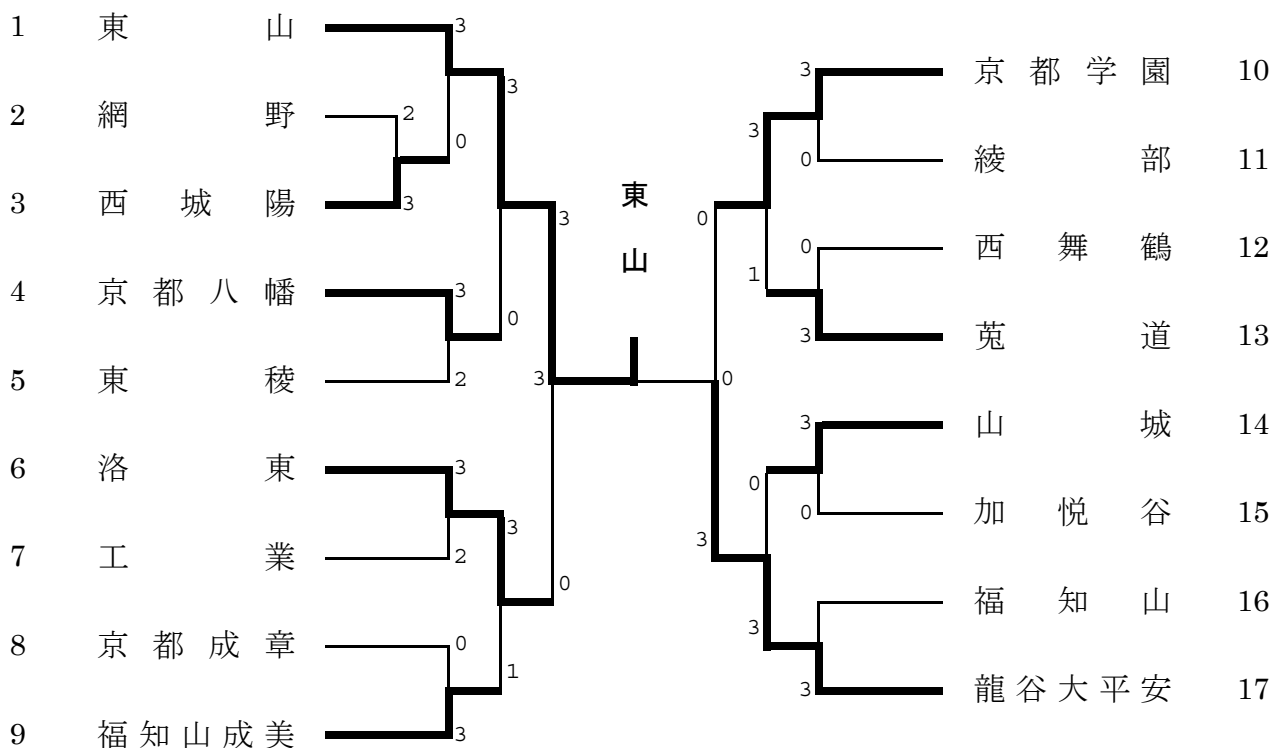 1 東山 3
3
2 網野 2
0
3 西城陽 3
3
4 京都八幡 3
0
5 東稜 2
3
6 洛東 3
3
7 工業 2
0
8 京都成章 0
1
9 福知山成美 3
東山
3 京都学園 10
3
0 綾部 11
0
0 西舞鶴 12
1
3 莵道 13
0
3 山城 14
0
0 加悦谷 15
3
福知山 16
3
3 龍谷大平安 17